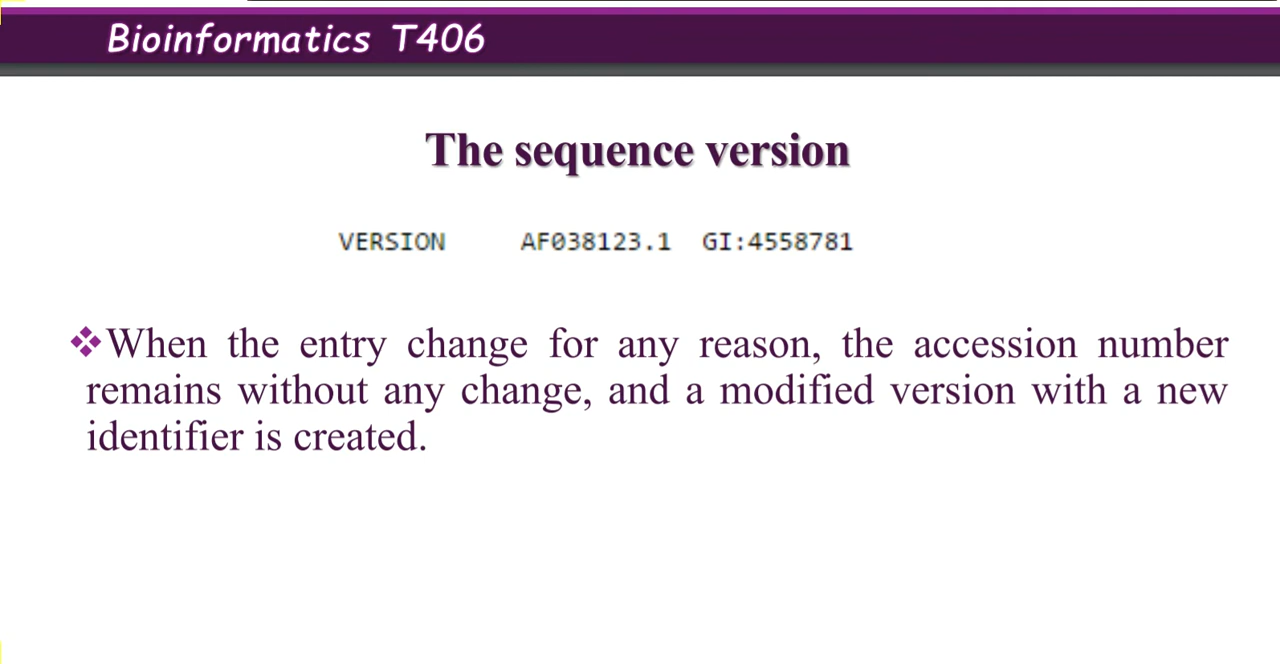 Bioinformatics T406
The sequence version
VERSION AF038123.1 GI:4558781
❖When the entry change for any reason, the accession number
remains without any change, and a modified version with a new
identifier is created.